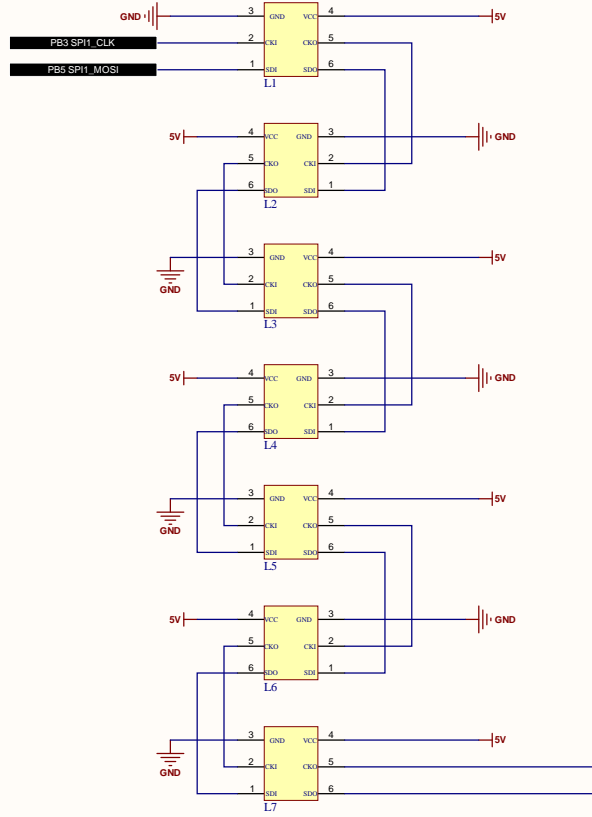 GND 3 GND VCC 4 5V
PB3 SPI1_CLK 2 CKI CKO 5
PB5 SPI1_MOSI 1 SDI SDO 6
L1
5V 4 VCC GND 3 GND
5 CKO CKI 2
6 SDO SDI 1
L2
3 GND VCC 4 5V
GND 2 CKI CKO 5
1 SDI SDO 6
L3
5V 4 VCC GND 3 GND
5 CKO CKI 2
6 SDO SDI 1
L4
3 GND VCC 4 5V
GND 2 CKI CKO 5
1 SDI SDO 6
L5
5V 4 VCC GND 3 GND
5 CKO CKI 2
6 SDO SDI 1
L6
3 GND VCC 4 5V
GND 2 CKI CKO 5
1 SDI SDO 6
L7